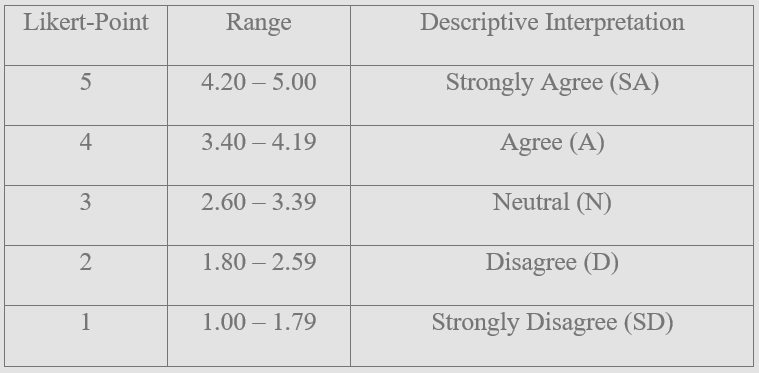 Likert-Point Range Descriptive Interpretation
5 4.20 – 5.00 Strongly Agree (SA)
4 3.40 – 4.19 Agree (A)
3 2.60 – 3.39 Neutral (N)
2 1.80 – 2.59 Disagree (D)
1 1.00 – 1.79 Strongly Disagree (SD)